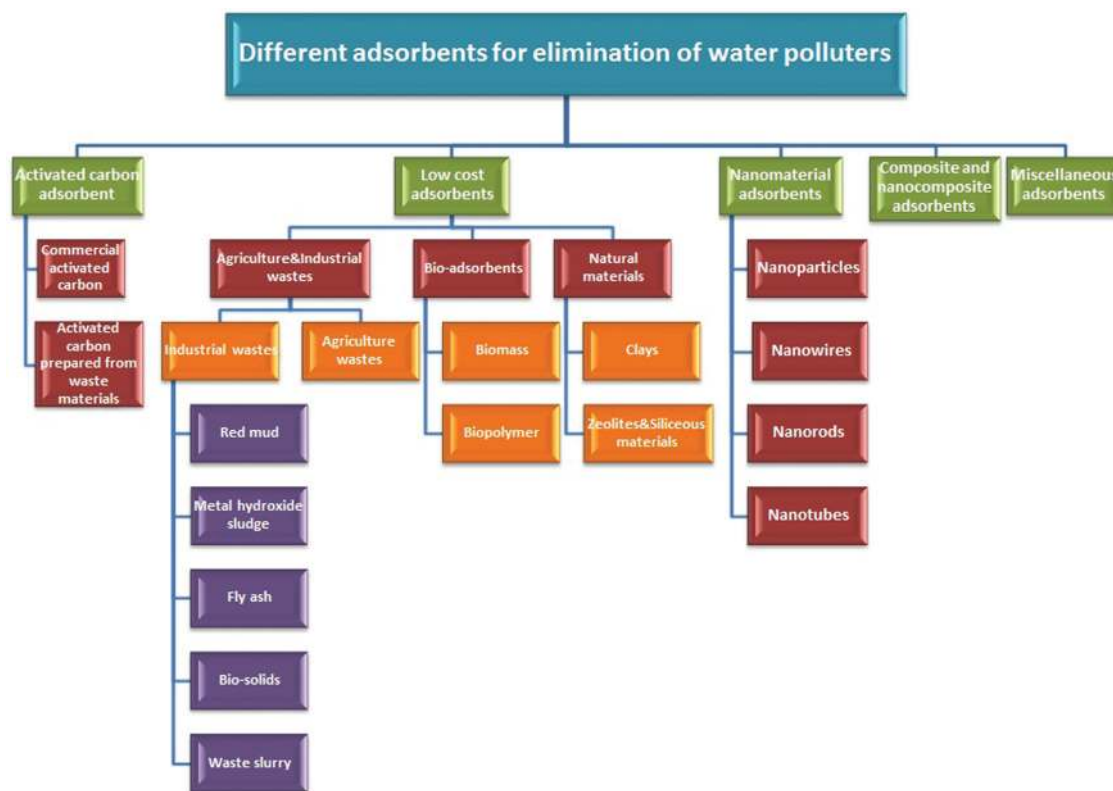 Different adsorbents for elimination of water polluters
Activated carbon
adsorbent
Low cost
adsorbents
Nanomaterial
adsorbents
Composite and
nanocomposite
adsorbents
Miscellaneous
adsorbents
Commercial
activated
carbon
Activated
carbon
prepared from
waste
materials
Agriculture&Industrial
wastes
Bio-adsorbents
Natural
materials
Industrial wastes
Agriculture
wastes
Biomass
Biopolymer
Clays
Zeolites&Siliceous
materials
Red mud
Metal hydroxide
sludge
Fly ash
Bio-solids
Waste slurry
Nanoparticles
Nanowires
Nanorods
Nanotubes